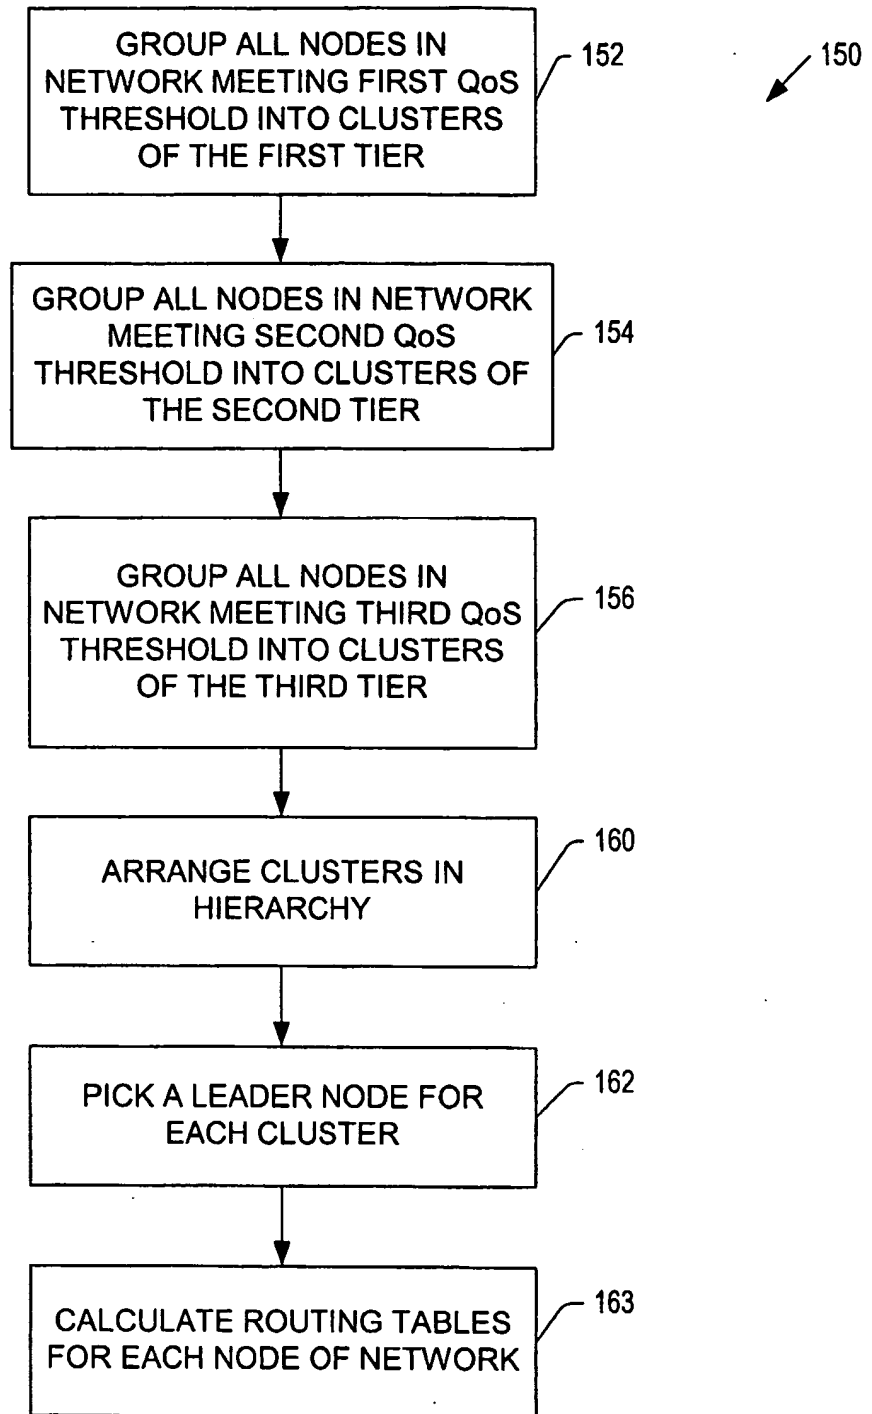 GROUP ALL NODES IN
NETWORK MEETING FIRST QoS
THRESHOLD INTO CLUSTERS
OF THE FIRST TIER
152
150
GROUP ALL NODES IN NETWORK
MEETING SECOND QoS
THRESHOLD INTO CLUSTERS OF
THE SECOND TIER
154
GROUP ALL NODES IN
NETWORK MEETING THIRD QoS
THRESHOLD INTO CLUSTERS
OF THE THIRD TIER
156
ARRANGE CLUSTERS IN
HIERARCHY
160
PICK A LEADER NODE FOR
EACH CLUSTER
162
CALCULATE ROUTING TABLES
FOR EACH NODE OF NETWORK
163